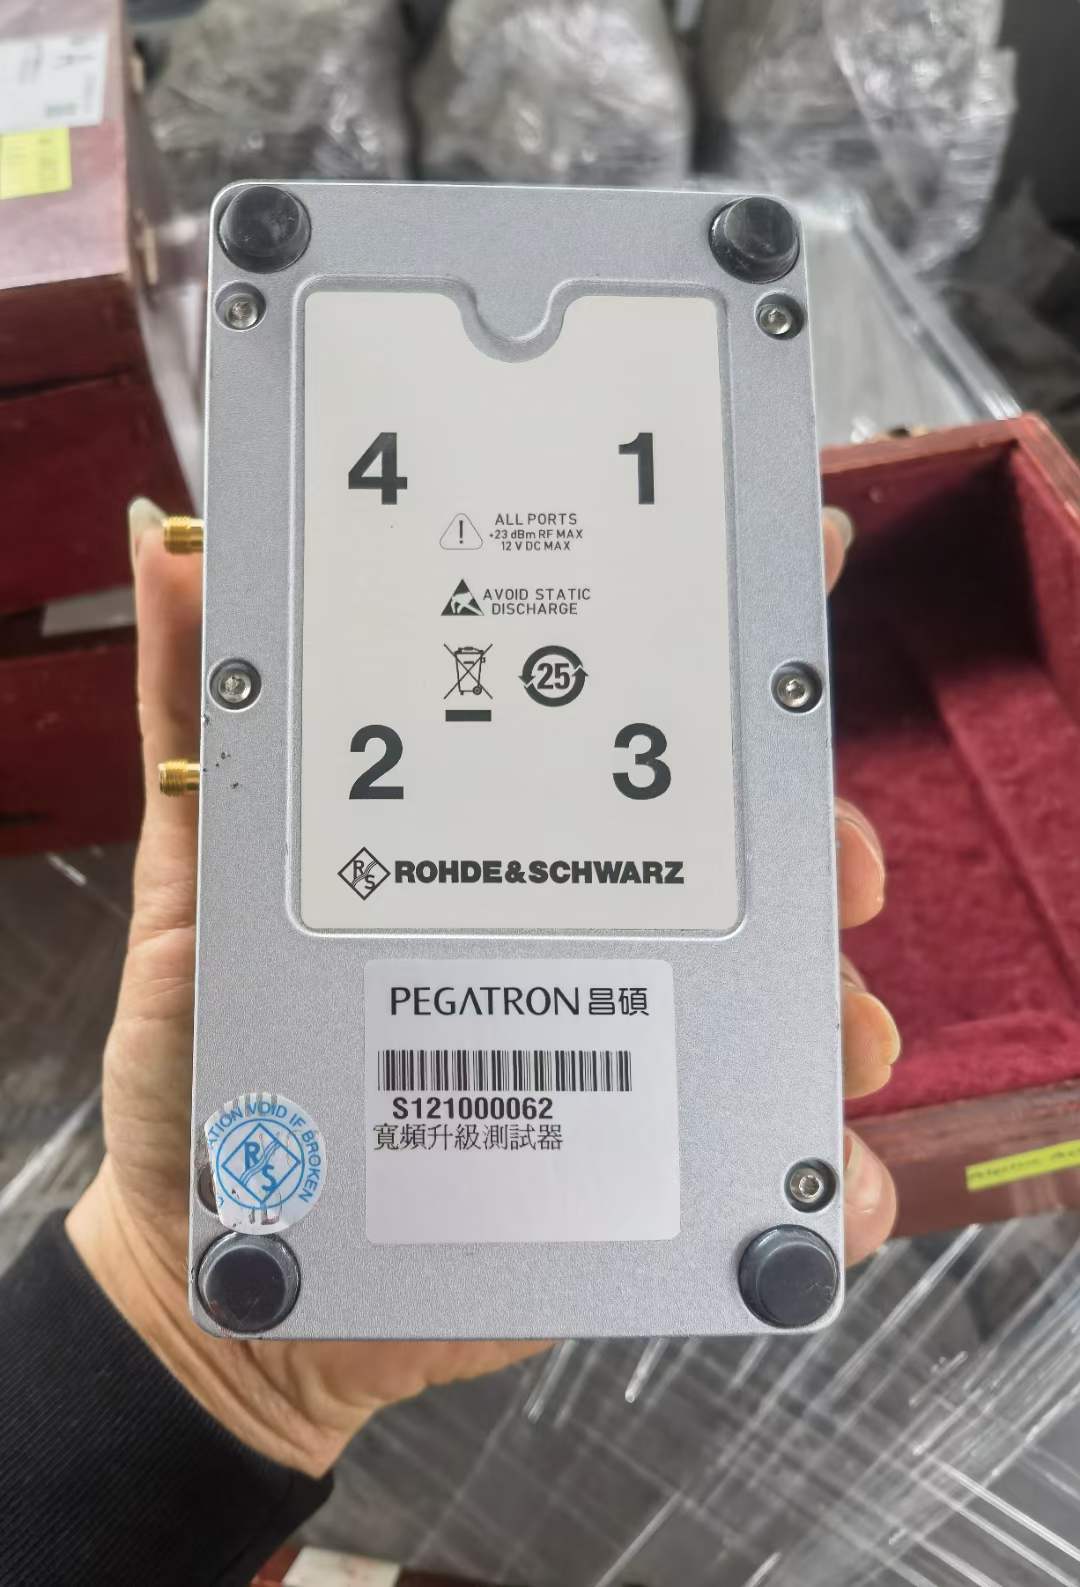 4
1
ALL PORTS
+23 dBm RF MAX
12 V DC MAX
AVOID STATIC
DISCHARGE
25
2
3
R S ROHDE&SCHWARZ
PEGATRON 昌碩
S121000062
寬頻升級測試器
VOID IF BROKEN
R S